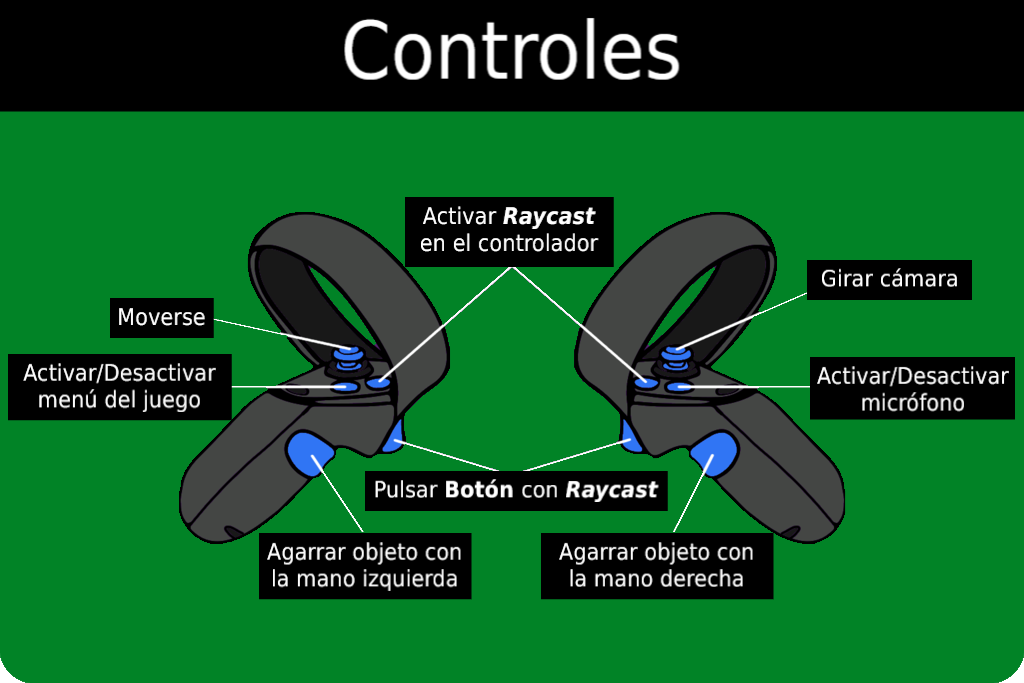 Controles
Activar Raycast
en el controlador
Girar cámara
Moverse
Activar/Desactivar
menú del juego
Activar/Desactivar
micrófono
Pulsar Botón con Raycast
Agarrar objeto con
la mano izquierda
Agarrar objeto con
la mano derecha